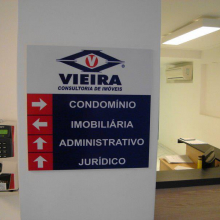 V
VIEIRA
CONSULTORIA DE IMÓVEIS
CONDOMÍNIO
IMOBILIÁRIA
ADMINISTRATIVO
JURÍDICO